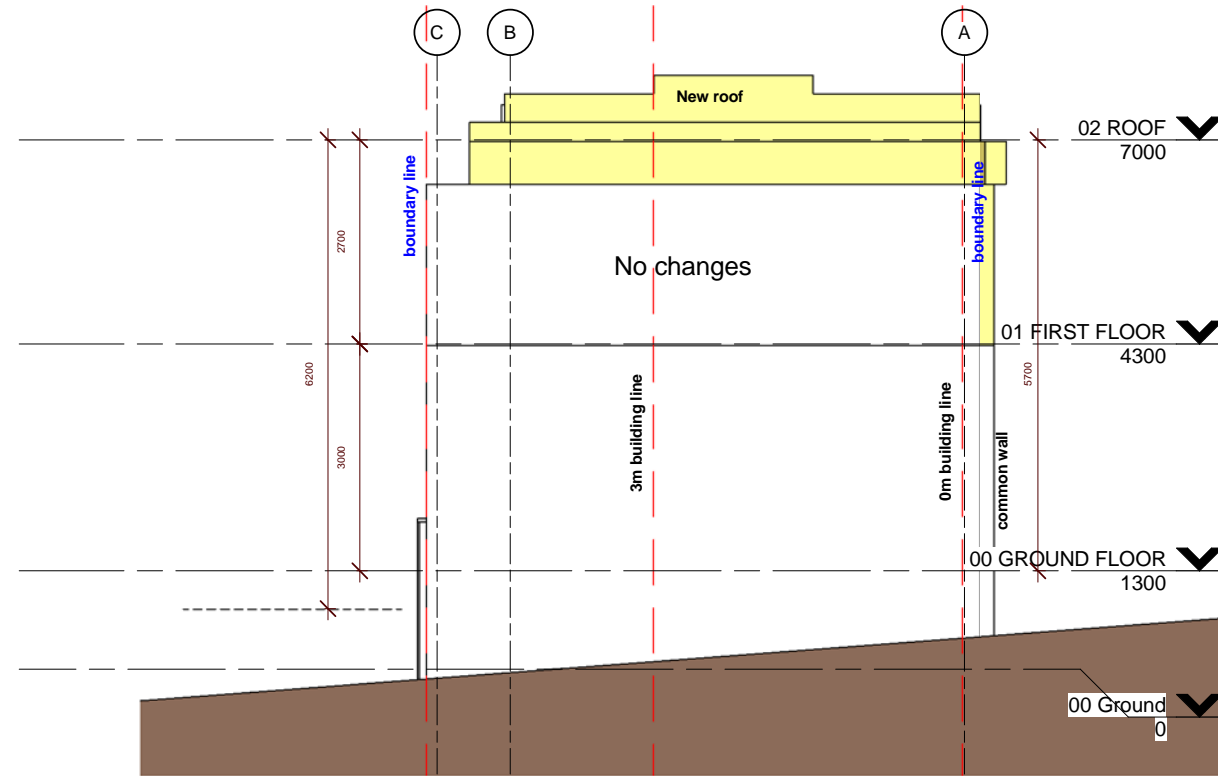 C
B
A
New roof
02 ROOF
7000
boundary line
boundary line
2700
No changes
01 FIRST FLOOR
4300
6200
5700
3m building line
0m building line
common wall
3000
00 GROUND FLOOR
1300
00 Ground
0